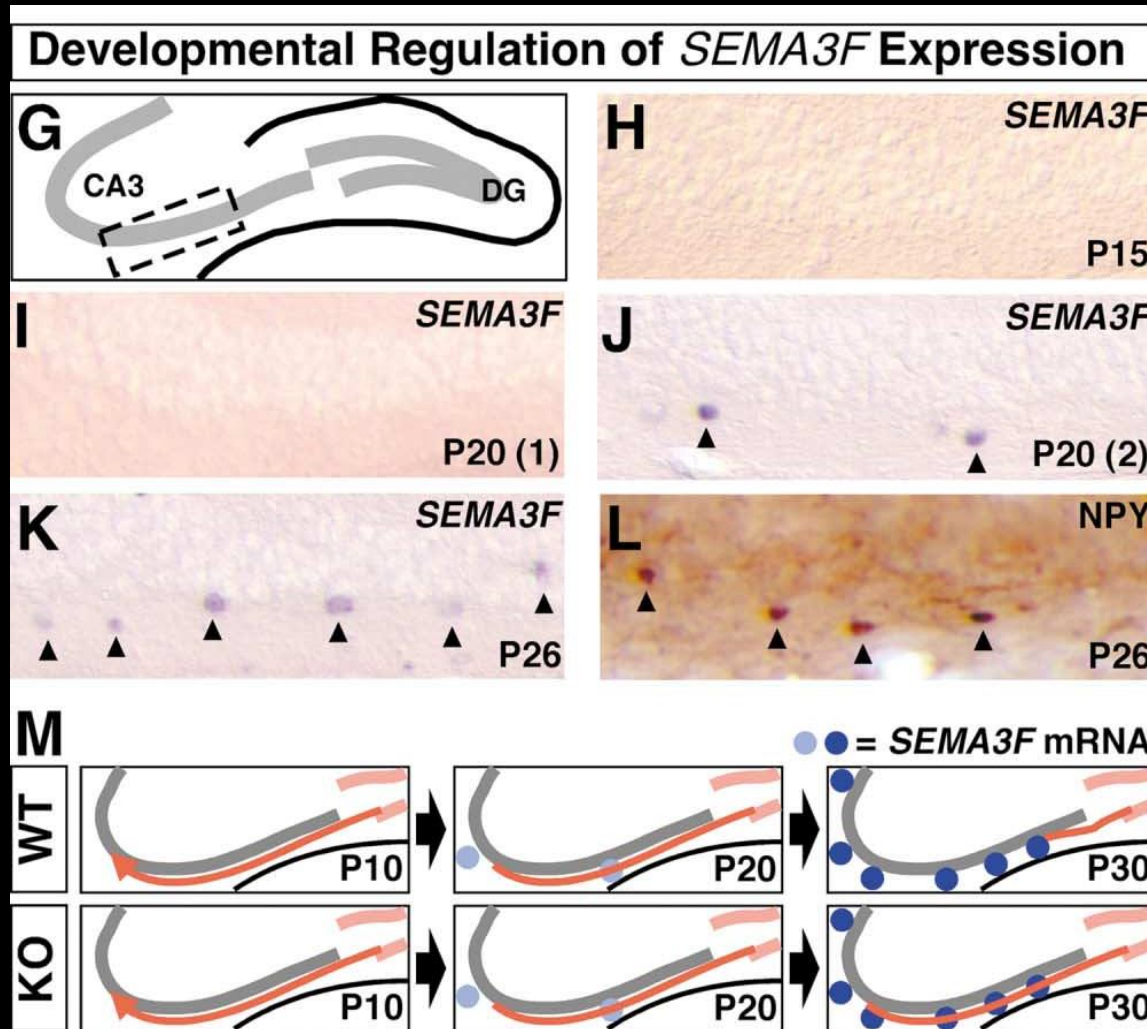 Developmental Regulation of SEMA3F Expression
G
CA3
DG
H
SEMA3F
P15
I
SEMA3F
P20 (1)
J
SEMA3F
P20 (2)
K
SEMA3F
P26
L
NPY
P26
M
= SEMA3F mRNA
WT
P10
P20
P30
KO
P10
P20
P30